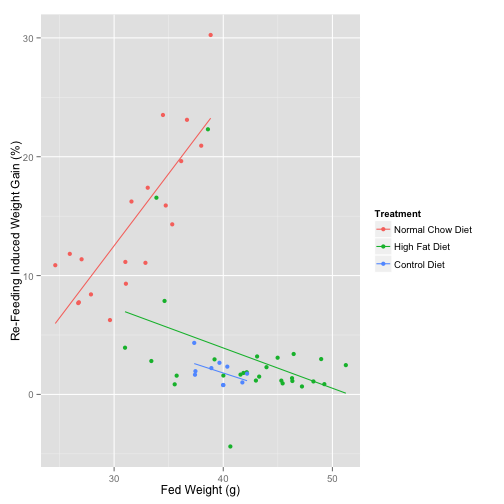 30
20
10
0
Re-Feeding Induced Weight Gain (%)
30
40
50
Fed Weight (g)
Treatment
Normal Chow Diet
High Fat Diet
Control Diet